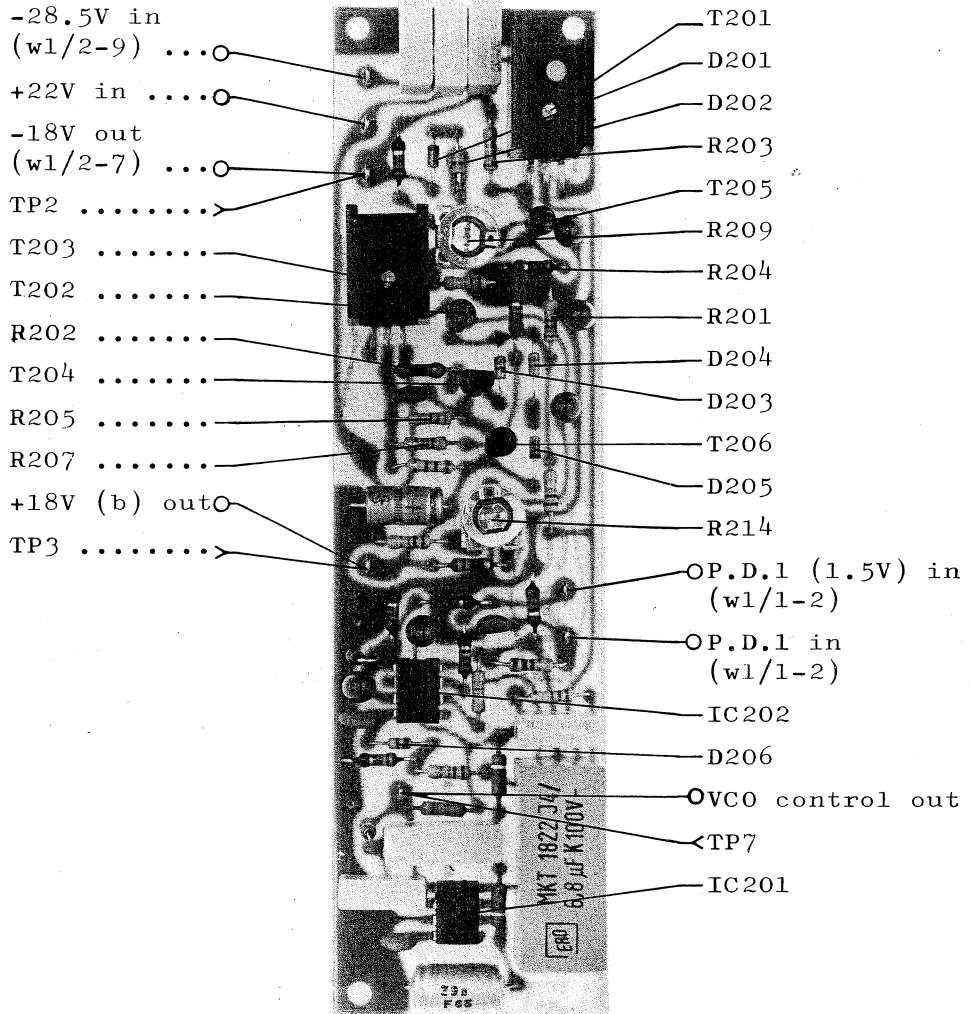 -28.5V in
(w1/2-9) ....
+22V in ....
-18V out
(w1/2-7) ....
TP2 ........
T203 .......
T202 .......
R202 .......
T204 .......
R205 .......
R207 .......
+18V (b) out
TP3 ........
T201
D201
D202
R203
T205
R209
R204
R201
D204
D203
T206
D205
R214
P.D.1 (1.5V) in
(w1/1-2)
P.D.1 in
(w1/1-2)
IC202
D206
VCO control out
TP7
IC201
MKT 1822J4/
6,8 µF K100V-
ERO